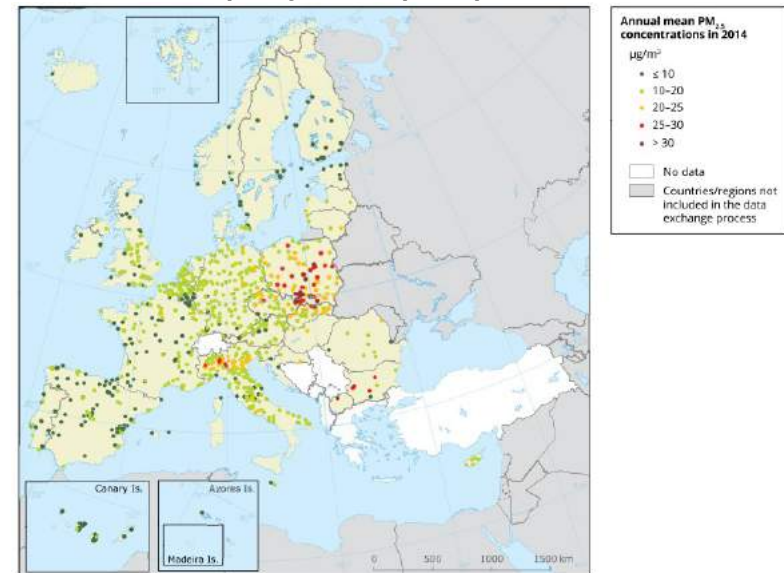 Annual mean PM2.5
concentrations in 2014
µg/m³
≤ 10
10–20
20–25
25–30
> 30
No data
Countries/regions not
included in the data
exchange process
Canary Is.
Azores Is.
Madeira Is.
0 500 1000 1500 km